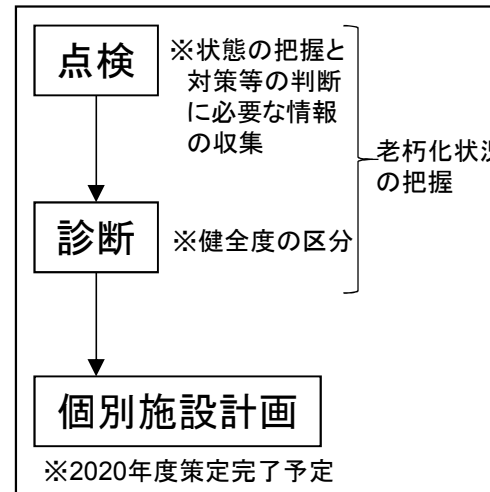 点検
※状態の把握と
対策等の判断
に必要な情報
の収集
老朽化状況
の把握
診断
※健全度の区分
個別施設計画
※2020年度策定完了予定